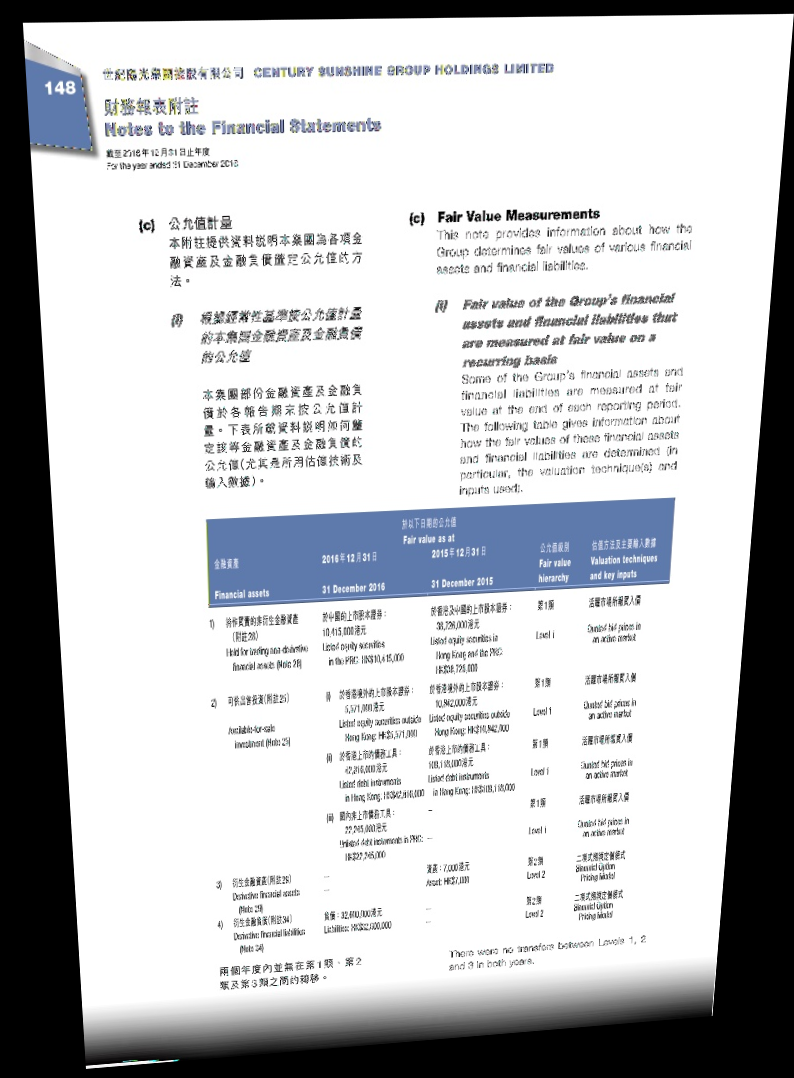 148
世紀陽光集團控股有限公司 CENTURY SUNSHINE GROUP HOLDINGS LIMITED
財務報表附註
Notes to the Financial Statements
截至2016年12月31日止年度
For the year ended 31 December 2016
(c) 公允值計量
本附註提供資料說明本集團為各項金
融資產及金融負債釐定公允值的方
法。
(i) 根據經常性基準按公允值計量
的本集團金融資產及金融負債
的公允值
本集團部份金融資產及金融負
債於各報告期末按公允值計
量。下表所載資料說明如何釐
定該等金融資產及金融負債的
公允值(尤其是所用估值技術及
輸入數據)。
(c) Fair Value Measurements
This note provides information about how the
Group determines fair values of various financial
assets and financial liabilities.
(i) Fair value of the Group's financial
assets and financial liabilities that
are measured at fair value on a
recurring basis
Some of the Group's financial assets and
financial liabilities are measured at fair
value at the end of each reporting period.
The following table gives information about
how the fair values of these financial assets
and financial liabilities are determined (in
particular, the valuation technique(s) and
inputs used).
於以下日期的公允值
Fair value as at
金融資產 2016年12月31日 2015年12月31日 公允值級別 估值方法及主要輸入數據
Financial assets 31 December 2016 31 December 2015 Fair value hierarchy Valuation techniques and key inputs
1) 持作買賣的非衍生金融資產 於中國的上市股本證券: 於香港及中國的上市股本證券: 第1類 活躍市場所報買入價
(附註28) 10,415,000港元 38,726,000港元
Held for trading non-derivative Listed equity securities Listed equity securities in Level 1 Quoted bid prices in
financial assets (Note 28) in the PRC: HK$10,415,000 Hong Kong and the PRC: an active market
HK$38,726,000
2) 可供出售投資(附註25) (i) 於香港境外的上市股本證券: 於香港境外的上市股本證券: 第1類 活躍市場所報買入價
5,571,000港元 10,942,000港元
Available-for-sale Listed equity securities outside Listed equity securities outside Level 1 Quoted bid prices in
investment (Note 25) Hong Kong: HK$5,571,000 Hong Kong: HK$10,942,000 an active market
(ii) 於香港上市的債務工具: 於香港上市的債務工具: 第1類 活躍市場所報買入價
42,816,000港元 109,118,000港元
Listed debt instruments Listed debt instruments Level 1 Quoted bid prices in
in Hong Kong: HK$42,816,000 in Hong Kong: HK$109,118,000 an active market
(iii) 國內非上市債務工具: – 第1類 活躍市場所報買入價
22,265,000港元
Unlisted debt instruments in PRC: – Level 1 Quoted bid prices in
HK$22,265,000 an active market
3) 衍生金融資產(附註29) – 資產:7,000港元 第2類 二項式期權定價模式
Derivative financial assets – Asset: HK$7,000 Level 2 Binomial Option
(Note 29) Pricing Model
4) 衍生金融負債(附註34) 負債:32,600,000港元 – 第2類 二項式期權定價模式
Derivative financial liabilities Liabilities: HK$32,600,000 – Level 2 Binomial Option
(Note 34) Pricing Model
兩個年度內並無在第1類、第2
類及第3類之間的轉移。
There were no transfers between Levels 1, 2
and 3 in both years.